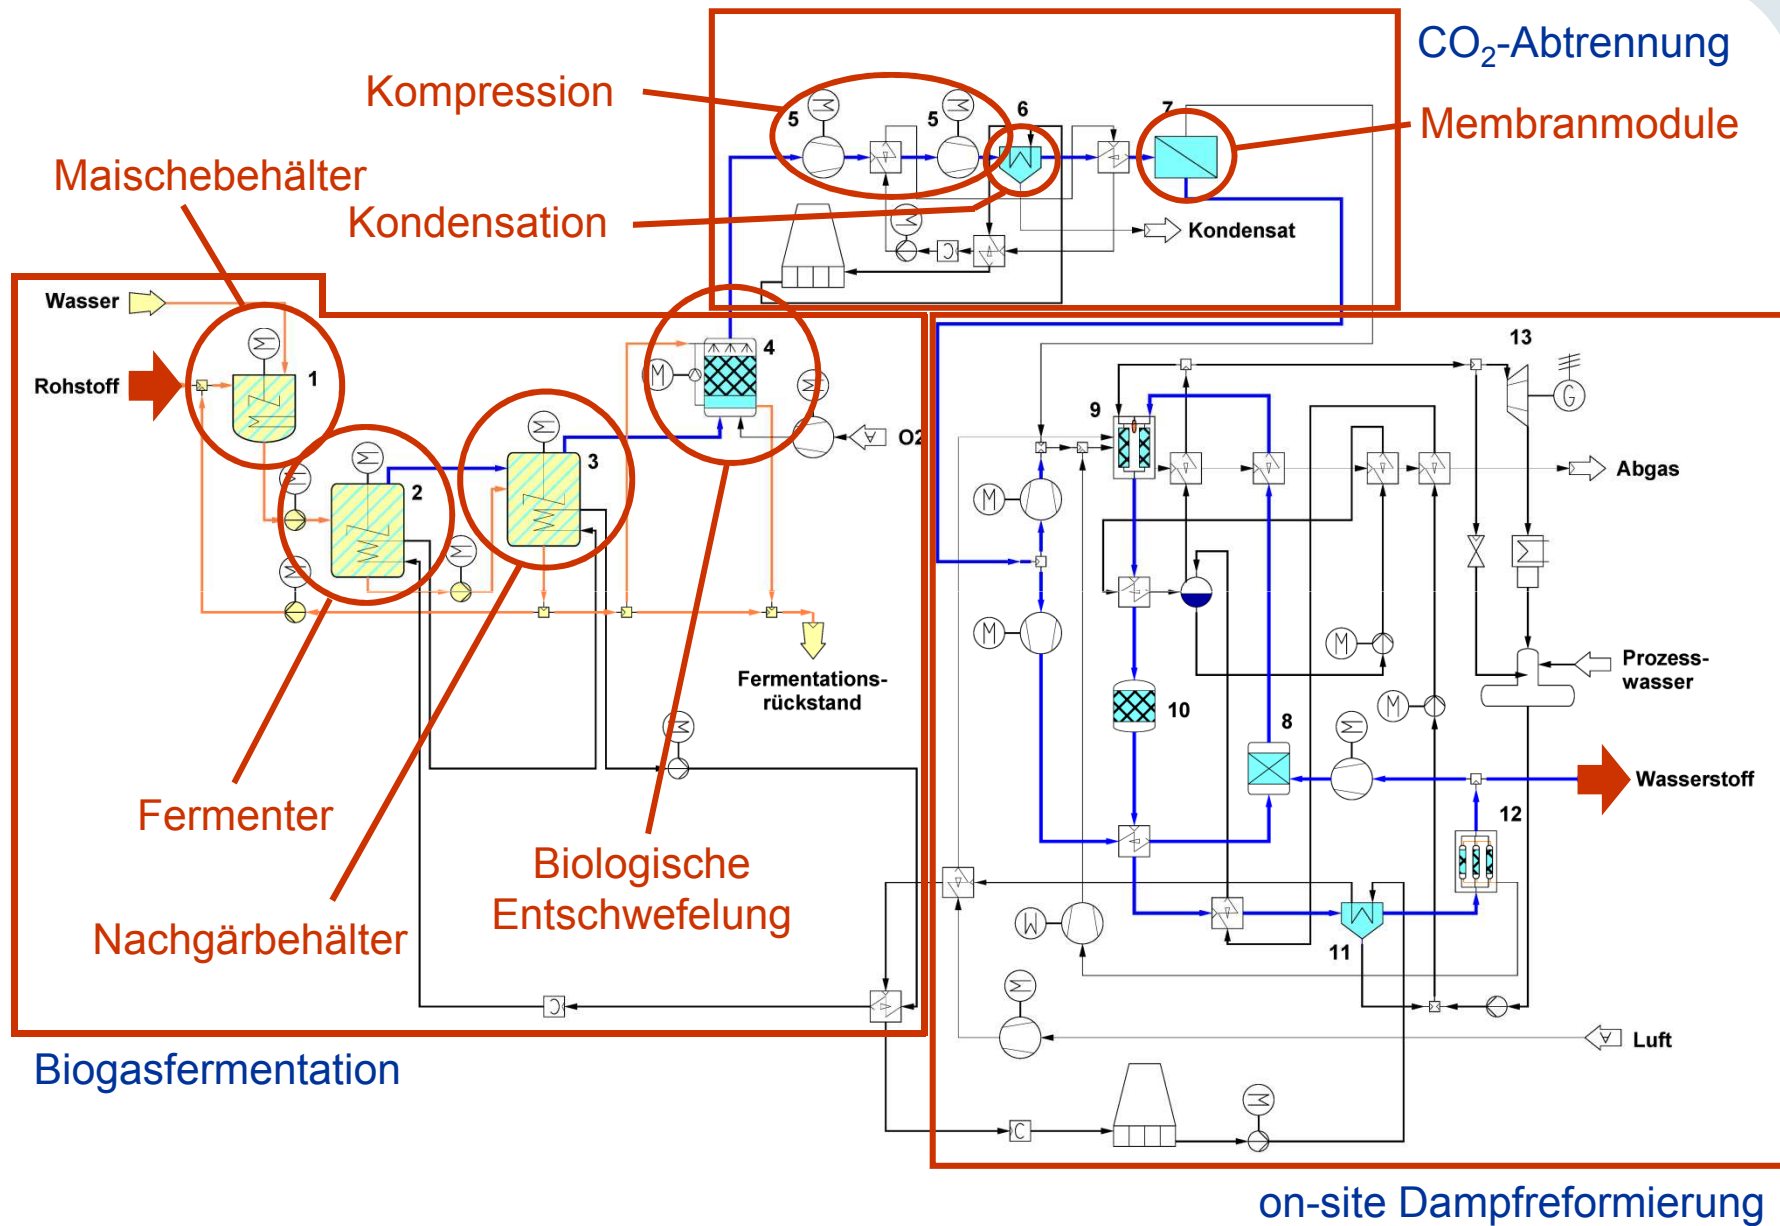 CO₂-Abtrennung
Kompression
Membranmodule
Maischebehälter
Kondensation
5
M
5
M
6
7
M
Kondensat
C
Wasser
Rohstoff
M
1
M
2
M
3
4
M
M
O2
M
M
M
Fermentations-
rückstand
M
Fermenter
Nachgärbehälter
Biologische
Entschwefelung
C
Biogasfermentation
13
G
9
M
M
Abgas
M
M
Prozess-
wasser
10
8
M
Wasserstoff
12
11
M
M
Luft
C
M
on-site Dampfreformierung